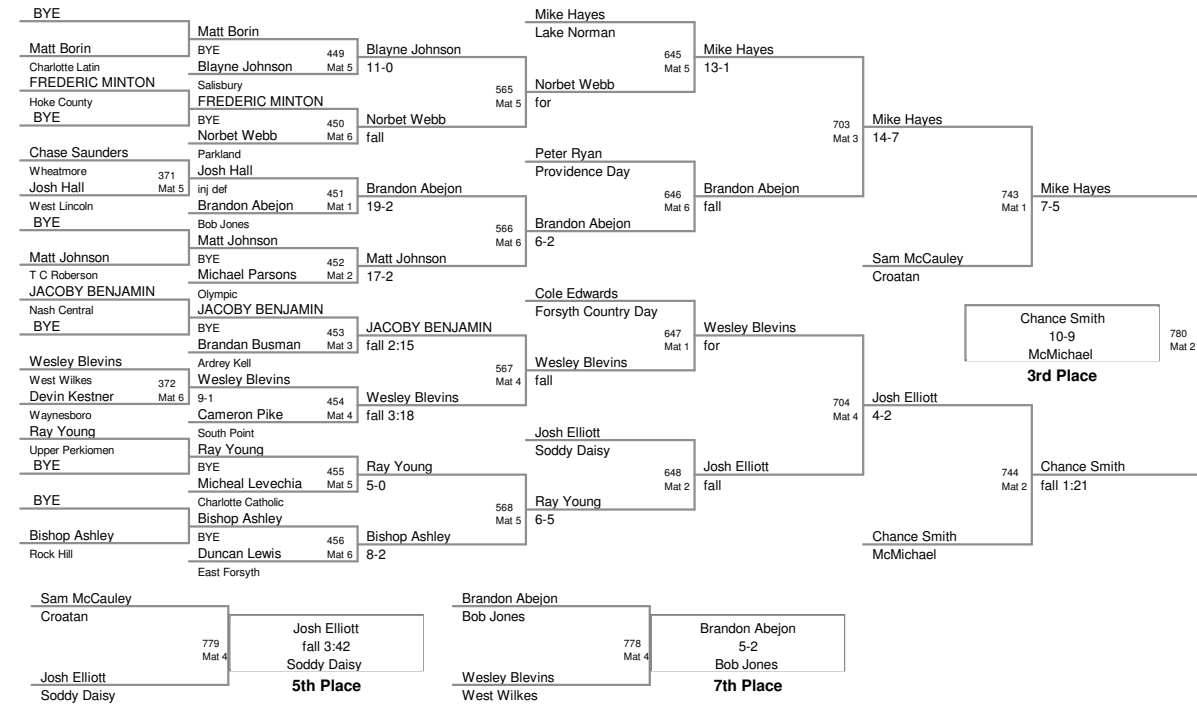 BYE
Matt Borin
Charlotte Latin
FREDERIC MINTON
Hoke County
BYE
Chase Saunders
Wheatmore
371
Mat 5
Josh Hall
West Lincoln
BYE
Matt Johnson
T C Roberson
JACOBY BENJAMIN
Nash Central
BYE
Wesley Blevins
West Wilkes
372
Mat 6
Devin Kestner
Waynesboro
Ray Young
Upper Perkiomen
BYE
BYE
Bishop Ashley
Rock Hill
Matt Borin
BYE
449
Mat 5
Blayne Johnson
Salisbury
FREDERIC MINTON
BYE
450
Mat 6
Norbet Webb
Parkland
Josh Hall
inj def
451
Mat 1
Brandon Abejon
Bob Jones
Matt Johnson
BYE
452
Mat 2
Michael Parsons
Olympic
JACOBY BENJAMIN
BYE
453
Mat 3
Brandan Busman
Ardrey Kell
Wesley Blevins
9-1
454
Mat 4
Cameron Pike
South Point
Ray Young
BYE
455
Mat 5
Micheal Levechia
Charlotte Catholic
Bishop Ashley
BYE
456
Mat 6
Duncan Lewis
East Forsyth
Blayne Johnson
11-0
565
Mat 5
Norbet Webb
fall
Brandon Abejon
19-2
566
Mat 6
Matt Johnson
17-2
JACOBY BENJAMIN
fall 2:15
567
Mat 4
Wesley Blevins
fall 3:18
Ray Young
5-0
568
Mat 5
Bishop Ashley
8-2
Mike Hayes
Lake Norman
645
Mat 5
Norbet Webb
for
Peter Ryan
Providence Day
646
Mat 6
Brandon Abejon
6-2
Cole Edwards
Forsyth Country Day
647
Mat 1
Wesley Blevins
fall
Josh Elliott
Soddy Daisy
648
Mat 2
Ray Young
6-5
Mike Hayes
13-1
703
Mat 3
Brandon Abejon
fall
Wesley Blevins
for
704
Mat 4
Josh Elliott
fall
Mike Hayes
14-7
743
Mat 1
Sam McCauley
Croatan
Josh Elliott
4-2
744
Mat 2
Chance Smith
McMichael
Mike Hayes
7-5
Chance Smith
10-9
McMichael
780
Mat 2
3rd Place
Chance Smith
fall 1:21
Sam McCauley
Croatan
779
Mat 4
Josh Elliott
Soddy Daisy
Josh Elliott
fall 3:42
Soddy Daisy
5th Place
Brandon Abejon
Bob Jones
778
Mat 4
Wesley Blevins
West Wilkes
Brandon Abejon
5-2
Bob Jones
7th Place